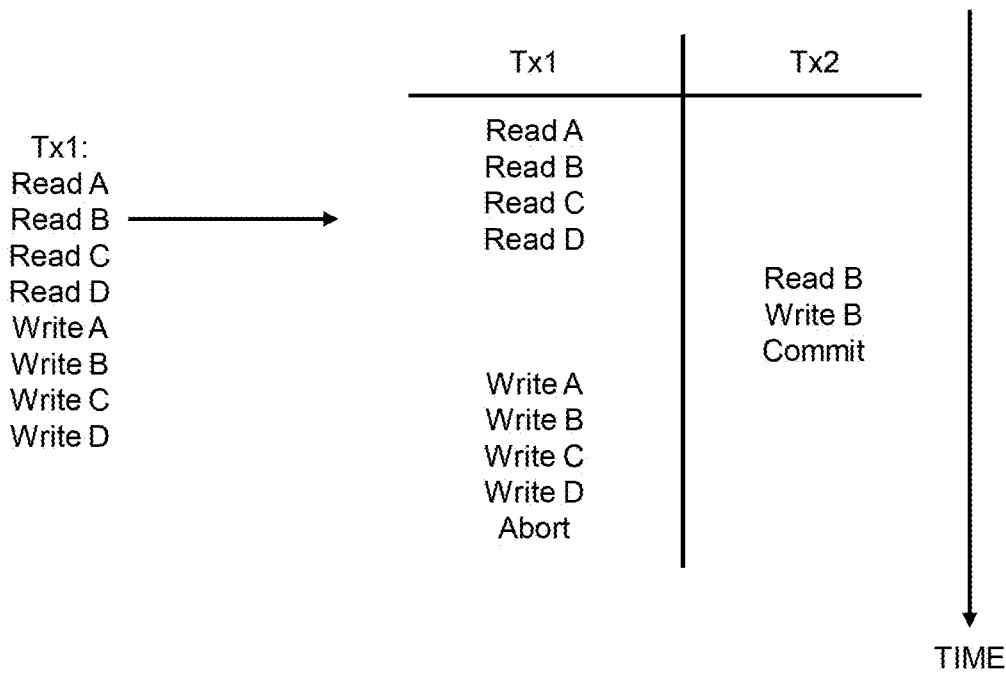 Tx1:
Read A
Read B
Read C
Read D
Write A
Write B
Write C
Write D
Tx1
Tx2
Read A
Read B
Read C
Read D
Read B
Write B
Commit
Write A
Write B
Write C
Write D
Abort
TIME